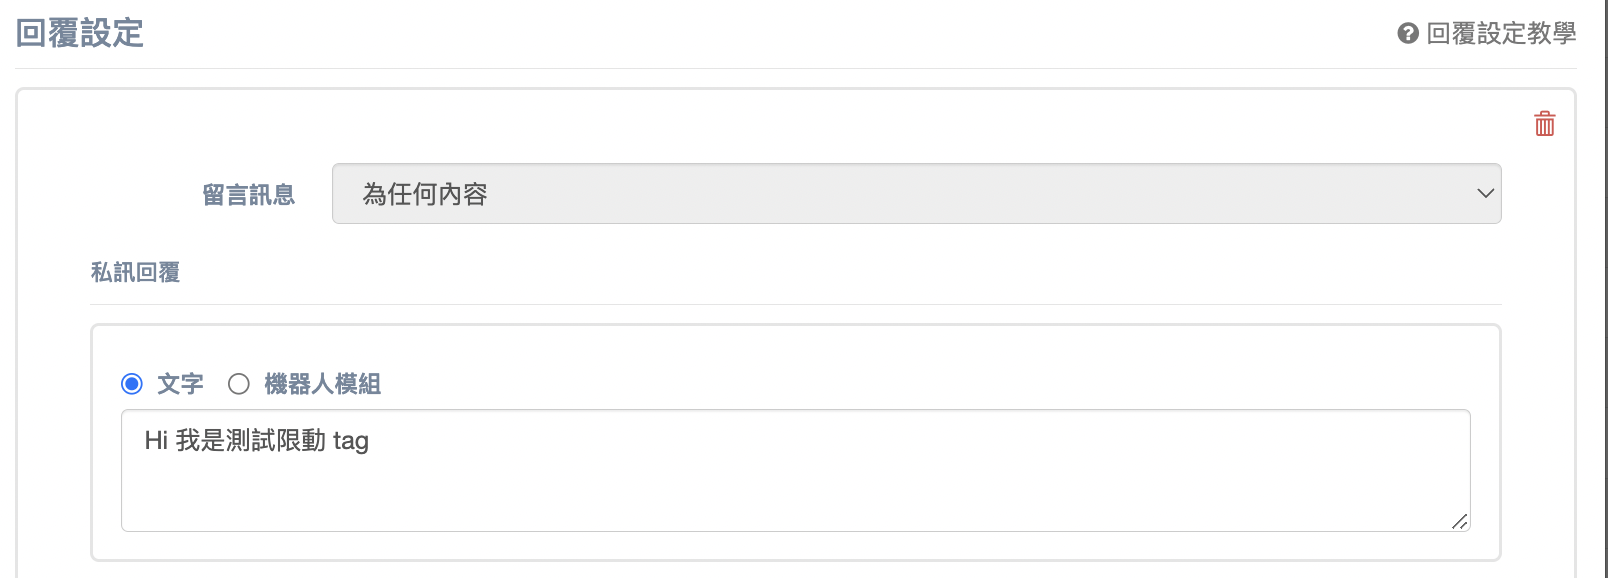 回覆設定
回覆設定教學
留言訊息
為任何內容
私訊回覆
文字
機器人模組
Hi 我是測試限動 tag